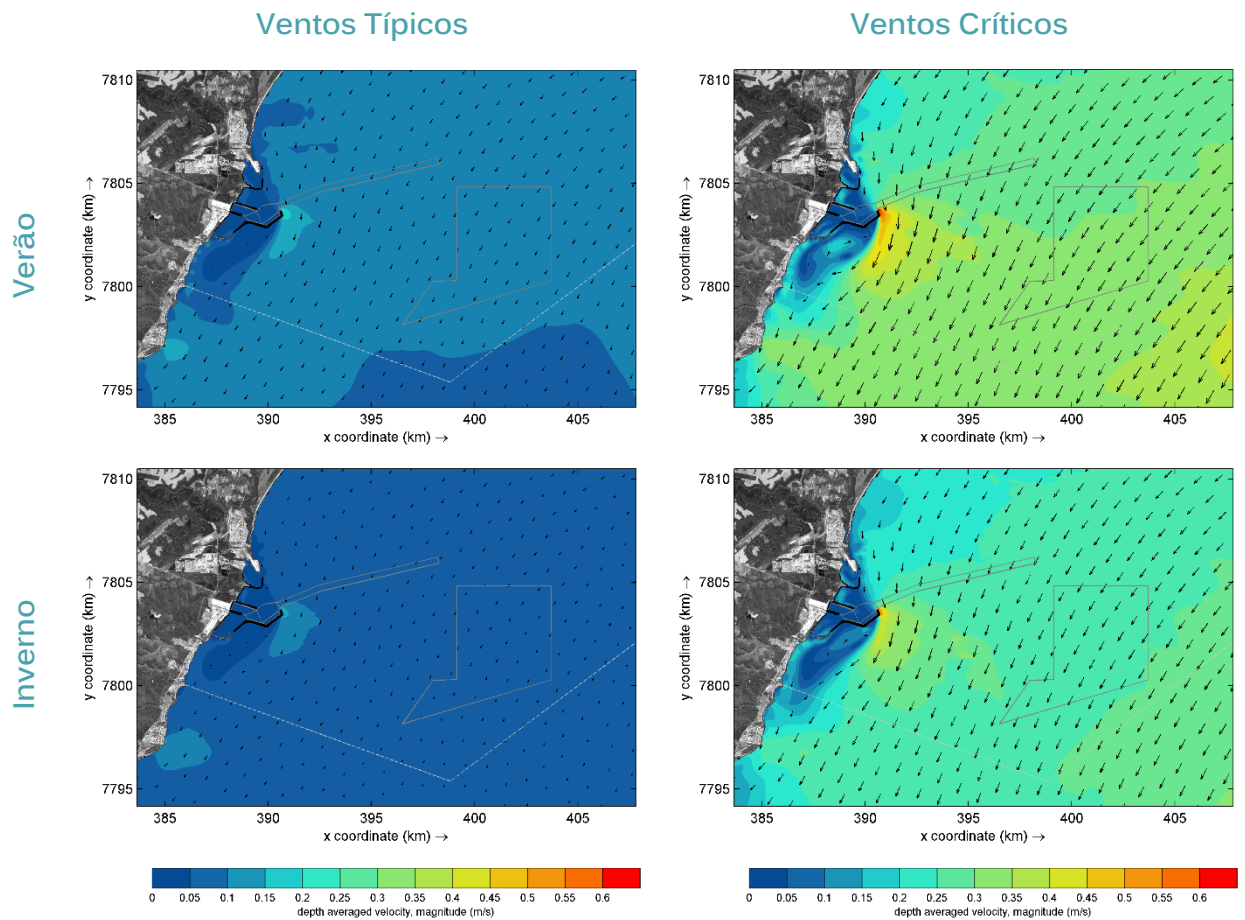 Ventos Típicos
Ventos Críticos
Verão
7810
7805
7800
7795
y coordinate (km) →
385
390
395
400
405
x coordinate (km) →
7810
7805
7800
7795
y coordinate (km) →
385
390
395
400
405
x coordinate (km) →
Inverno
7810
7805
7800
7795
y coordinate (km) →
385
390
395
400
405
x coordinate (km) →
7810
7805
7800
7795
y coordinate (km) →
385
390
395
400
405
x coordinate (km) →
0 0.05 0.1 0.15 0.2 0.25 0.3 0.35 0.4 0.45 0.5 0.55 0.6
depth averaged velocity, magnitude (m/s)
0 0.05 0.1 0.15 0.2 0.25 0.3 0.35 0.4 0.45 0.5 0.55 0.6
depth averaged velocity, magnitude (m/s)